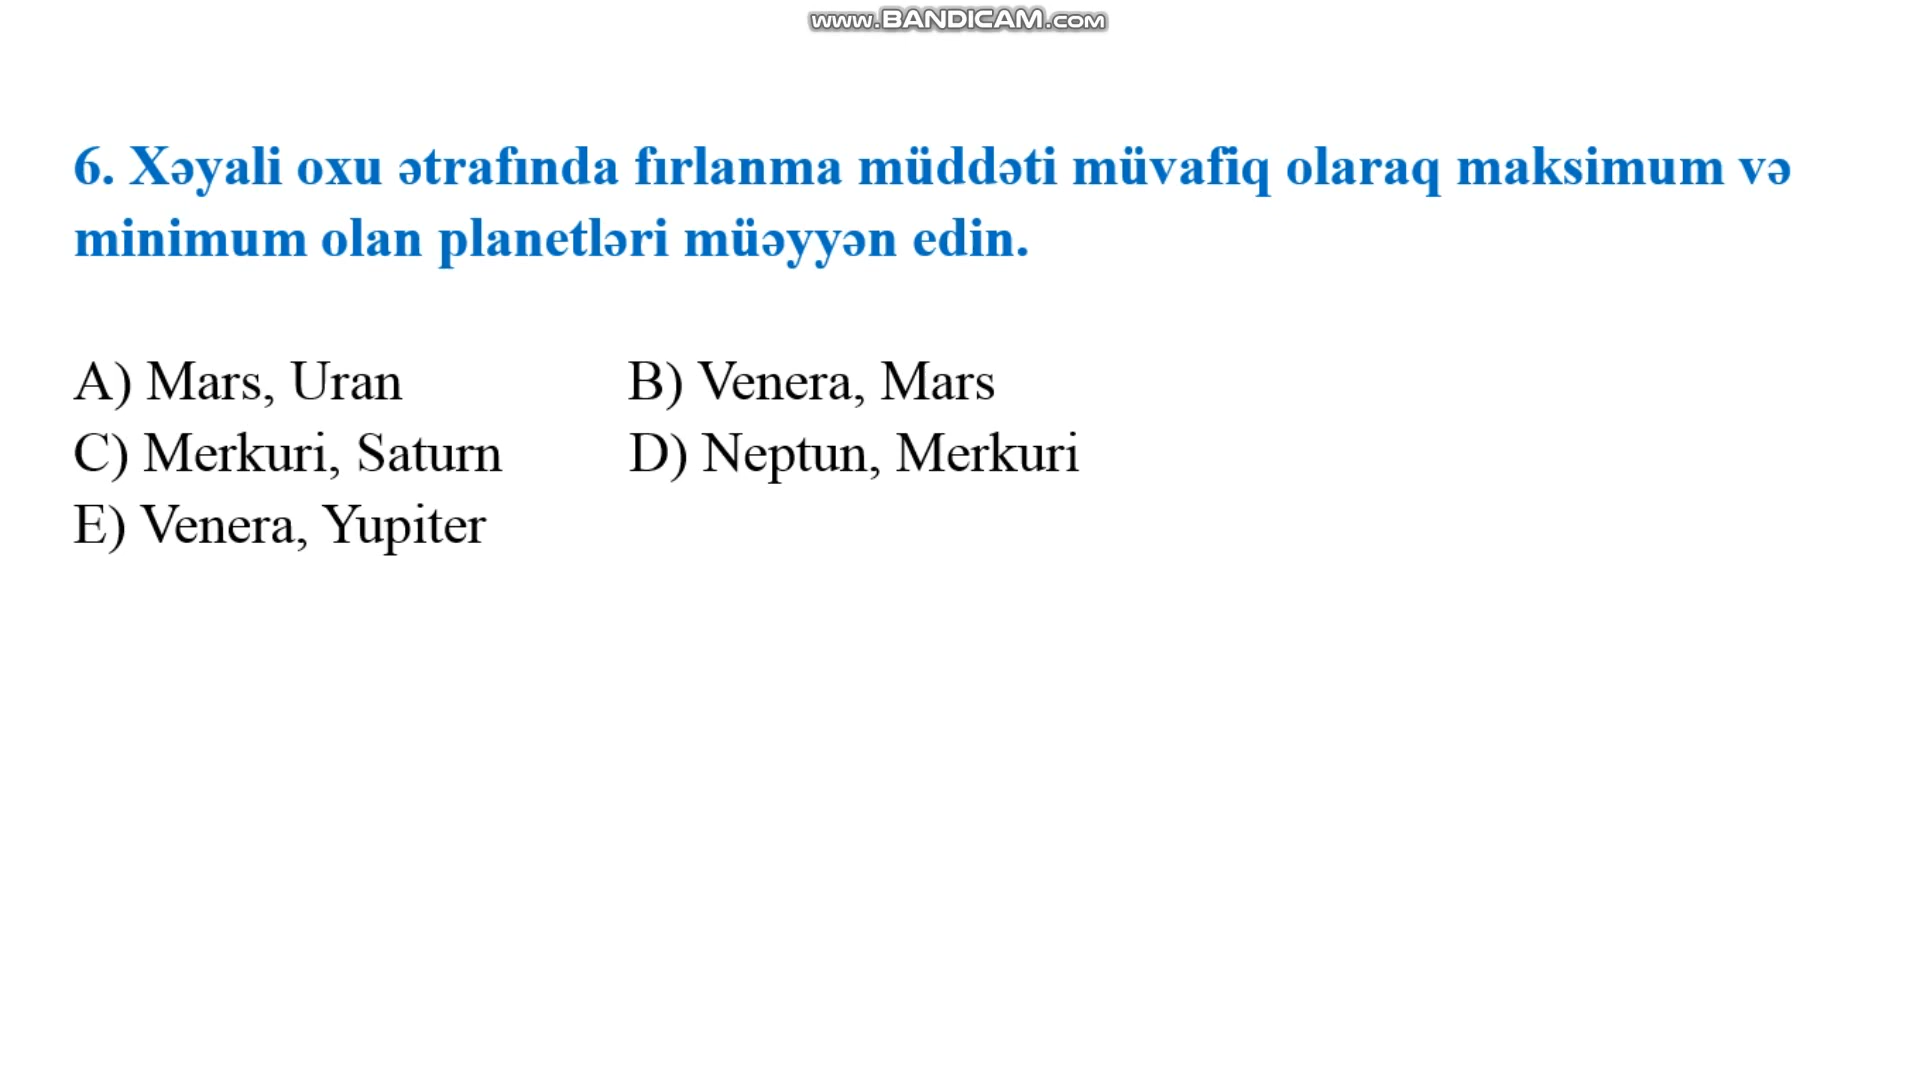 www.BANDICAM.com
6. Xəyali oxu ətrafında fırlanma müddəti müvafiq olaraq maksimum və
minimum olan planetləri müəyyən edin.
A) Mars, Uran B) Venera, Mars
C) Merkuri, Saturn D) Neptun, Merkuri
E) Venera, Yupiter